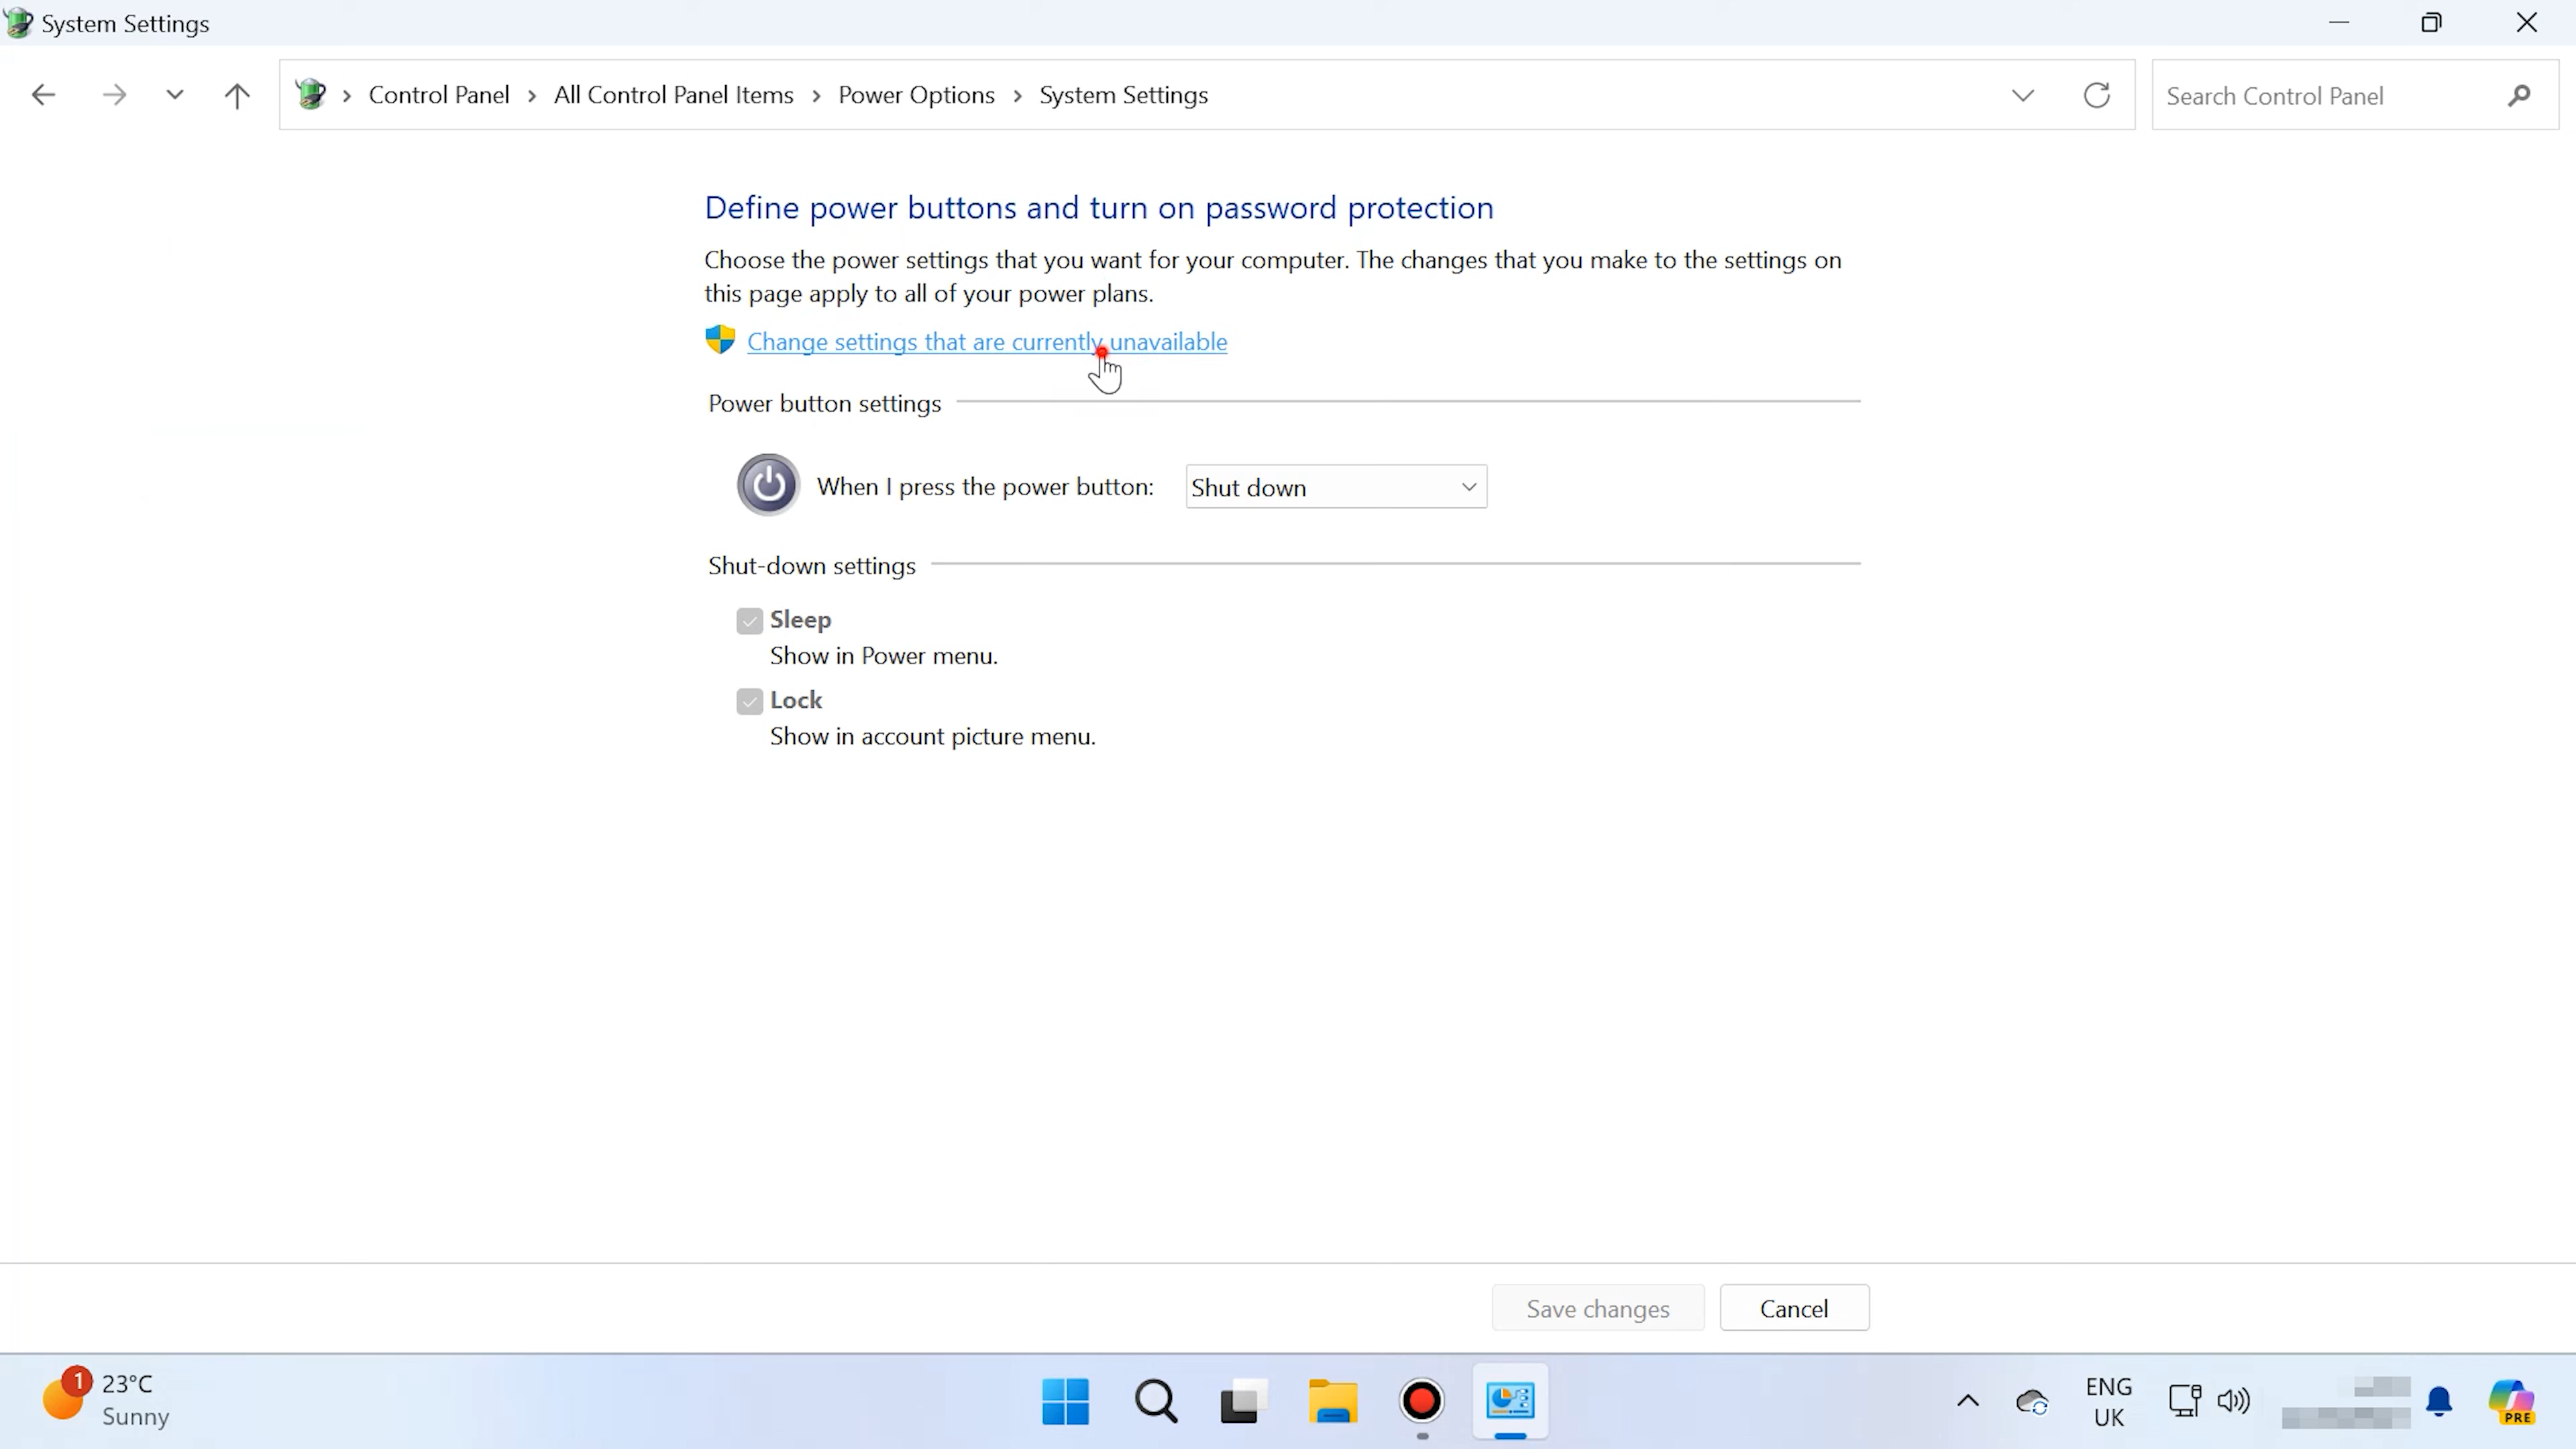 System Settings
Control Panel > All Control Panel Items > Power Options > System Settings
Search Control Panel
Define power buttons and turn on password protection
Choose the power settings that you want for your computer. The changes that you make to the settings on
this page apply to all of your power plans.
Change settings that are currently unavailable
Power button settings
When I press the power button: Shut down
Shut-down settings
Sleep
Show in Power menu.
Lock
Show in account picture menu.
Save changes Cancel
1
23°C
Sunny
ENG
UK
PRE